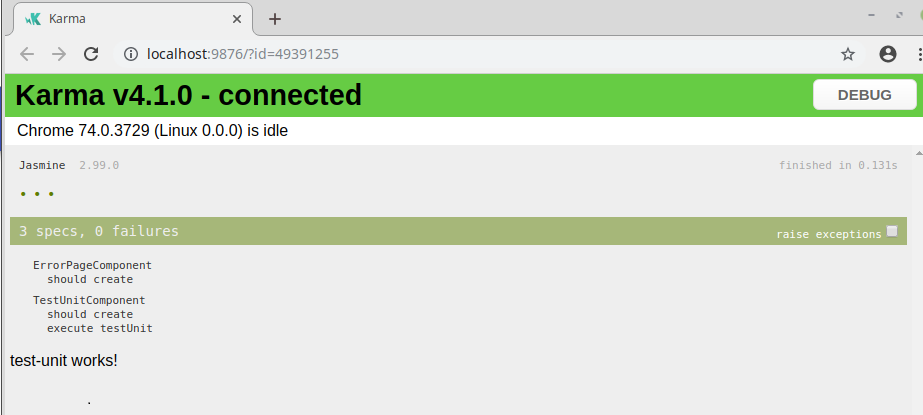 Karma
localhost:9876/?id=49391255
Karma v4.1.0 - connected
DEBUG
Chrome 74.0.3729 (Linux 0.0.0) is idle
Jasmine 2.99.0
finished in 0.131s
• • •
3 specs, 0 failures
raise exceptions
ErrorPageComponent
should create
TestUnitComponent
should create
execute testUnit
test-unit works!
.